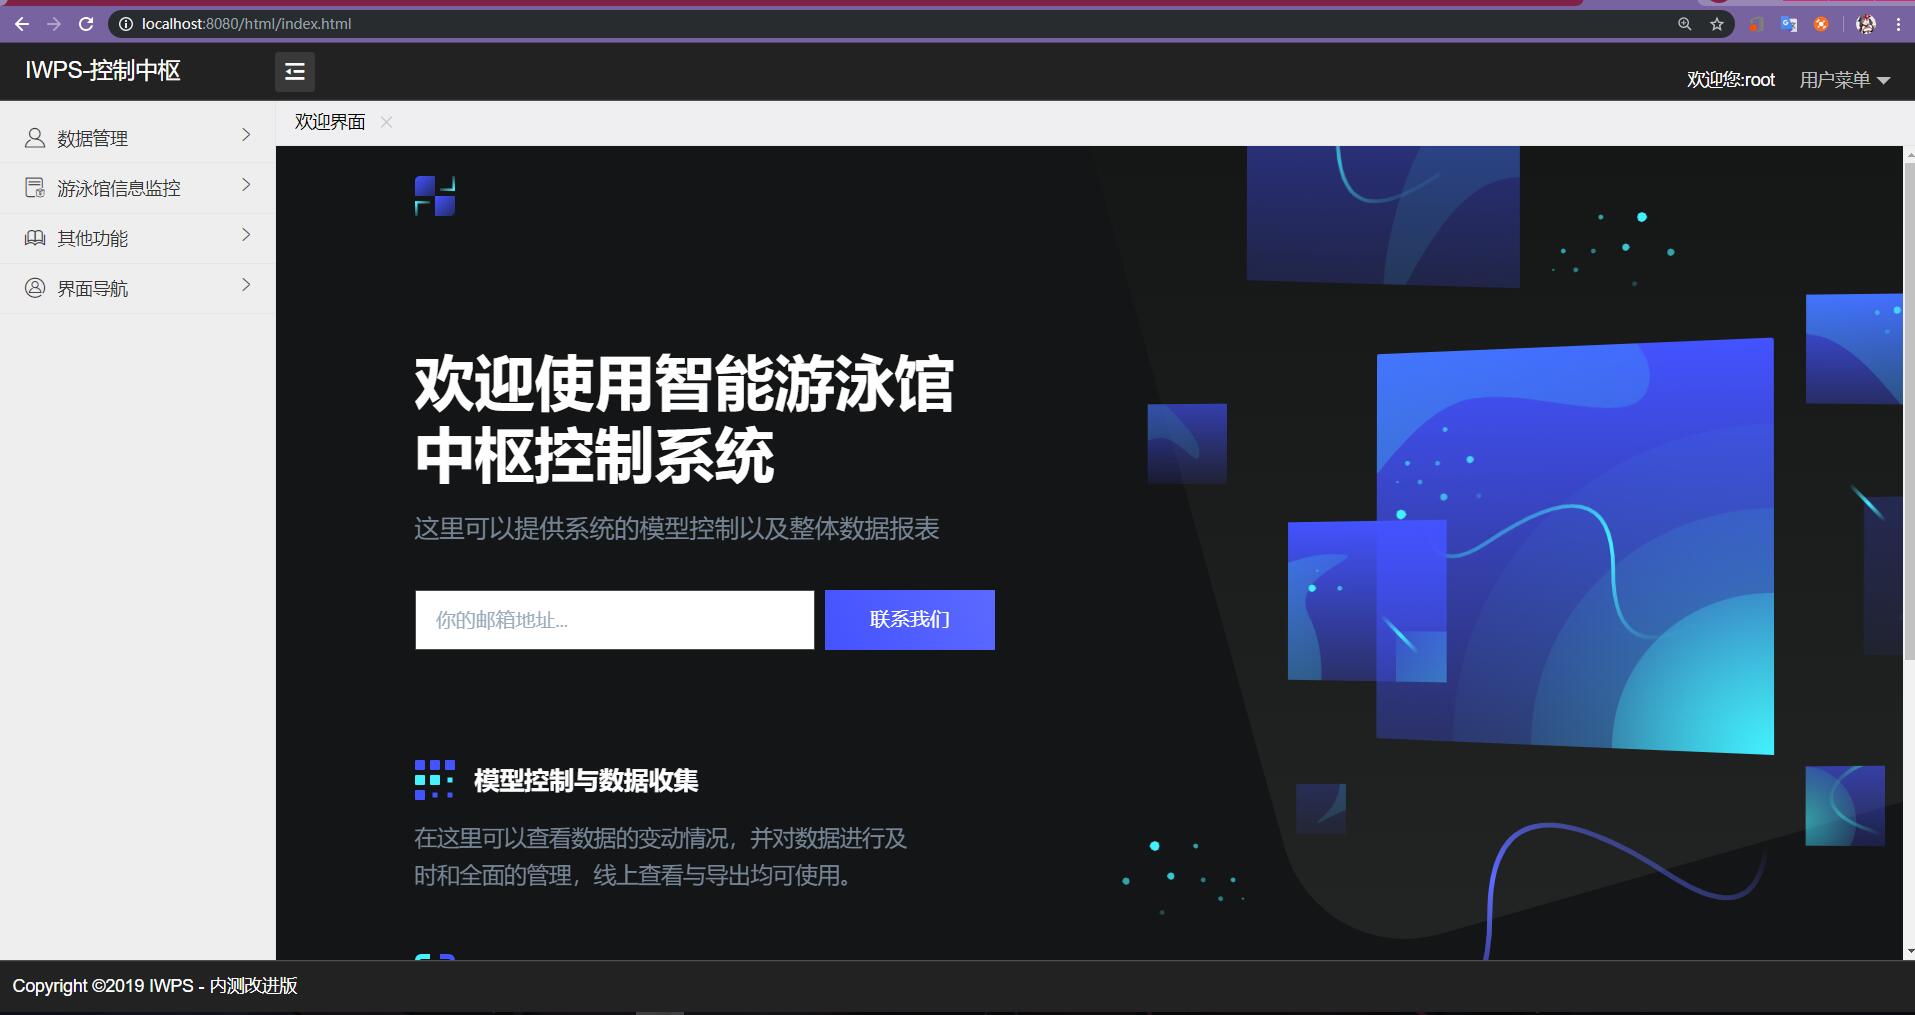 localhost:8080/html/index.html
IWPS-控制中枢
欢迎您:root 用户菜单
数据管理
游泳馆信息监控
其他功能
界面导航
欢迎界面
欢迎使用智能游泳馆
中枢控制系统
这里可以提供系统的模型控制以及整体数据报表
你的邮箱地址...
联系我们
模型控制与数据收集
在这里可以查看数据的变动情况，并对数据进行及
时和全面的管理，线上查看与导出均可使用。
Copyright ©2019 IWPS - 内测改进版